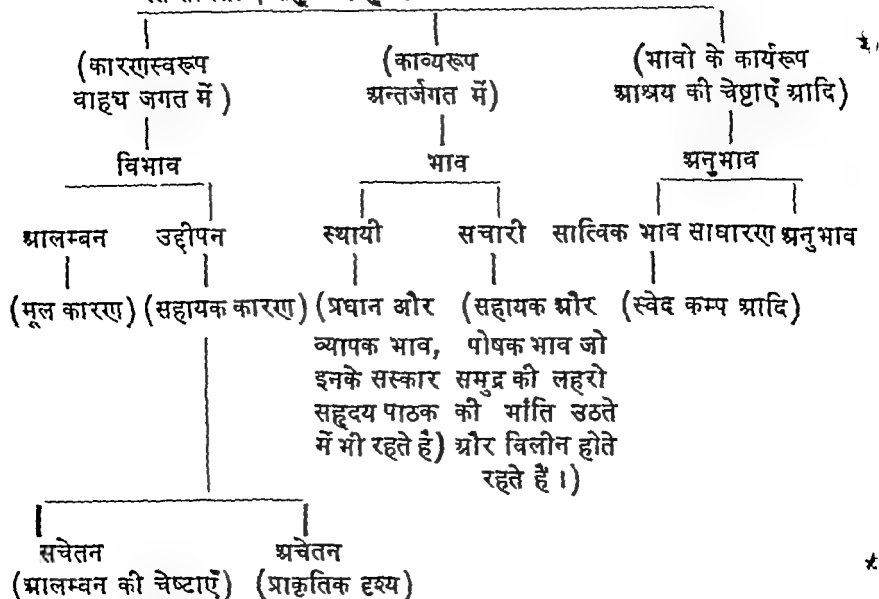 (कारणस्वरूप (काव्यरूप (भावो के कार्यरूप
वाहध जगत में) अन्तर्जगत में) आश्रय की चेष्टाएँ आदि)
विभाव भाव अनुभाव
आलम्बन उद्दीपन स्थायी सचारी सात्विक भाव साधारण अनुभाव
(मूल कारण) (सहायक कारण) (प्रधान और (सहायक और (स्वेद कम्प आदि)
व्यापक भाव, पोषक भाव जो
इनके सस्कार समुद्र की लहरो
सहृदय पाठक की भांति उठते
में भी रहते हैं) और विलीन होते
रहते हैं ।)
सचेतन अचेतन
(आलम्बन की चेष्टाएँ) (प्राकृतिक दृश्य)